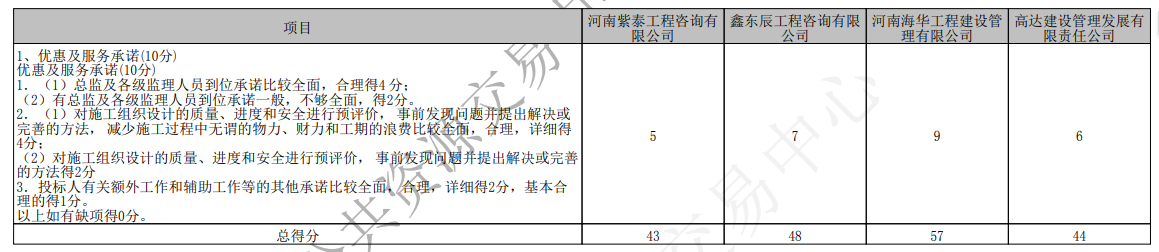 项目
河南紫泰工程咨询有
限公司
鑫东辰工程咨询有限
公司
河南海华工程建设管
理有限公司
高达建设管理发展有
限责任公司
1、优惠及服务承诺(10分)
优惠及服务承诺(10分)
1．（1）总监及各级监理人员到位承诺比较全面，合理得4 分；
（2）有总监及各级监理人员到位承诺一般，不够全面，得2分。
2．（1）对施工组织设计的质量、进度和安全进行预评价， 事前发现问题并提出解决或
完善的方法， 减少施工过程中无谓的物力、财力和工期的浪费比较全面，合理，详细得
4分；
（2）对施工组织设计的质量、进度和安全进行预评价， 事前发现问题并提出解决或完善
的方法得2分
3．投标人有关额外工作和辅助工作等的其他承诺比较全面，合理，详细得2分，基本合
理的得1分。
以上如有缺项得0分。
5
7
9
6
总得分
43
48
57
44
公共资源交易中
易中心